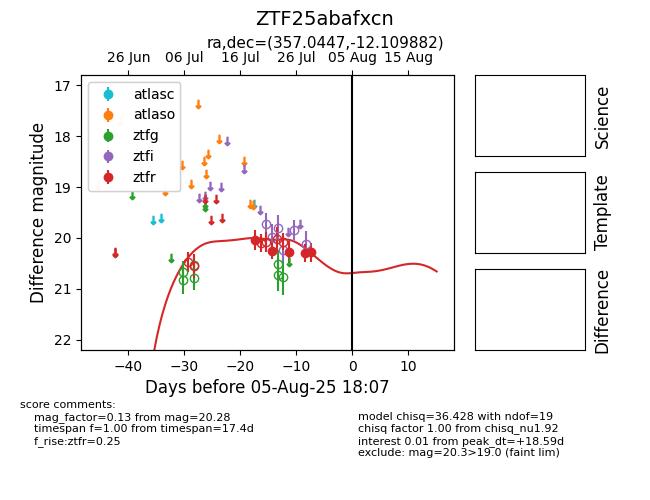 ZTF25abafxcn
ra,dec=(357.0447,-12.109882)
26 Jun 06 Jul 16 Jul 26 Jul 05 Aug 15 Aug
17
18
19
20
21
22
Difference magnitude
atlasc
atlaso
ztfg
ztfi
ztfr
−40 −30 −20 −10 0 10
Days before 05-Aug-25 18:07
Science
Template
Difference
score comments:
mag_factor=0.13 from mag=20.28
timespan f=1.00 from timespan=17.4d
f_rise:ztfr=0.25
model chisq=36.428 with ndof=19
chisq factor 1.00 from chisq_nu1.92
interest 0.01 from peak_dt=+18.59d
exclude: mag=20.3>19.0 (faint lim)